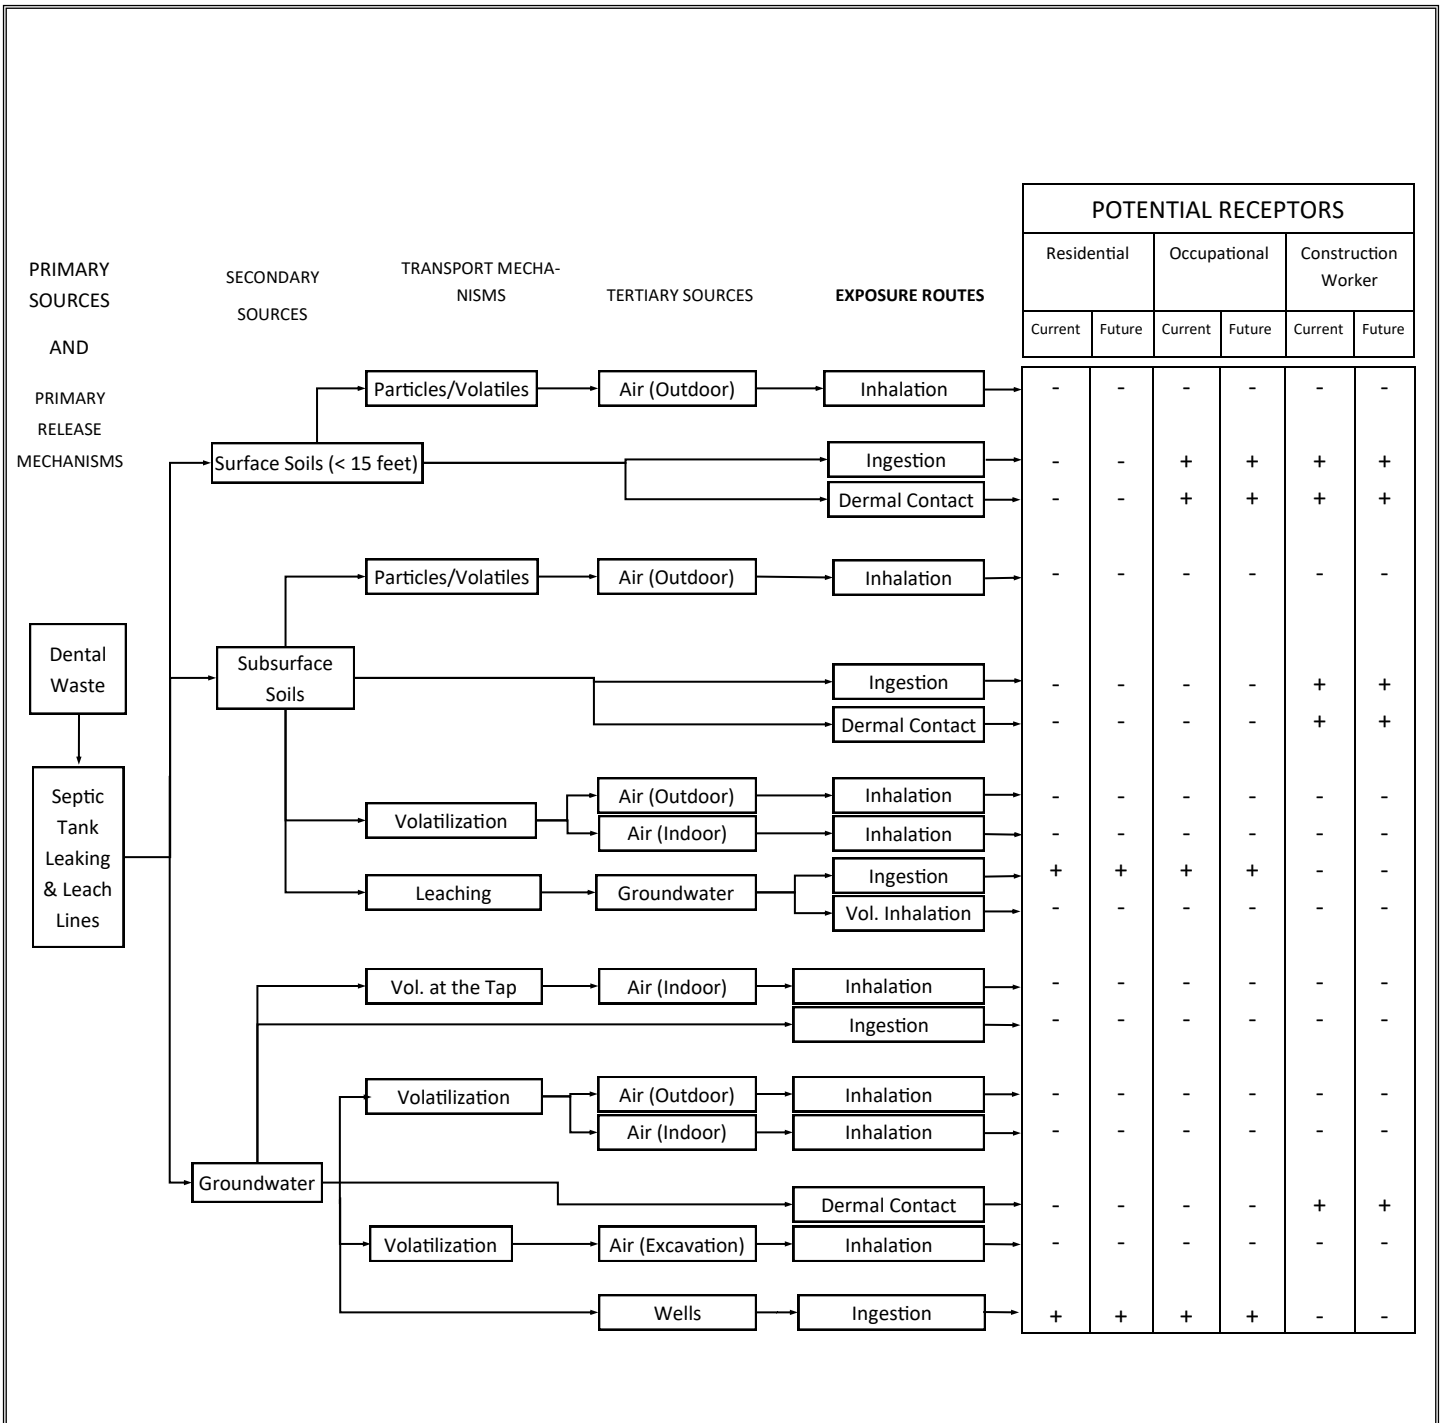 POTENTIAL RECEPTORS
Residential
Occupational
Construction
Worker
Current
Future
Current
Future
Current
Future
PRIMARY
SOURCES
AND
PRIMARY
RELEASE
MECHANISMS
SECONDARY
SOURCES
TRANSPORT MECHA-
NISMS
TERTIARY SOURCES
EXPOSURE ROUTES
Particles/Volatiles
Air (Outdoor)
Inhalation
- - - - - -
Surface Soils (< 15 feet)
Ingestion
- - + + + +
Dermal Contact
- - + + + +
Particles/Volatiles
Air (Outdoor)
Inhalation
- - - - - -
Dental
Waste
Subsurface
Soils
Ingestion
- - - - + +
Dermal Contact
- - - - + +
Septic
Tank
Leaking
& Leach
Lines
Volatilization
Air (Outdoor)
Inhalation
- - - - - -
Air (Indoor)
Inhalation
- - - - - -
Leaching
Groundwater
Ingestion
+ + + + - -
Vol. Inhalation
- - - - - -
Vol. at the Tap
Air (Indoor)
Inhalation
- - - - - -
Ingestion
- - - - - -
Volatilization
Air (Outdoor)
Inhalation
- - - - - -
Air (Indoor)
Inhalation
- - - - - -
Groundwater
Dermal Contact
- - - - + +
Volatilization
Air (Excavation)
Inhalation
- - - - - -
Wells
Ingestion
+ + + + - -